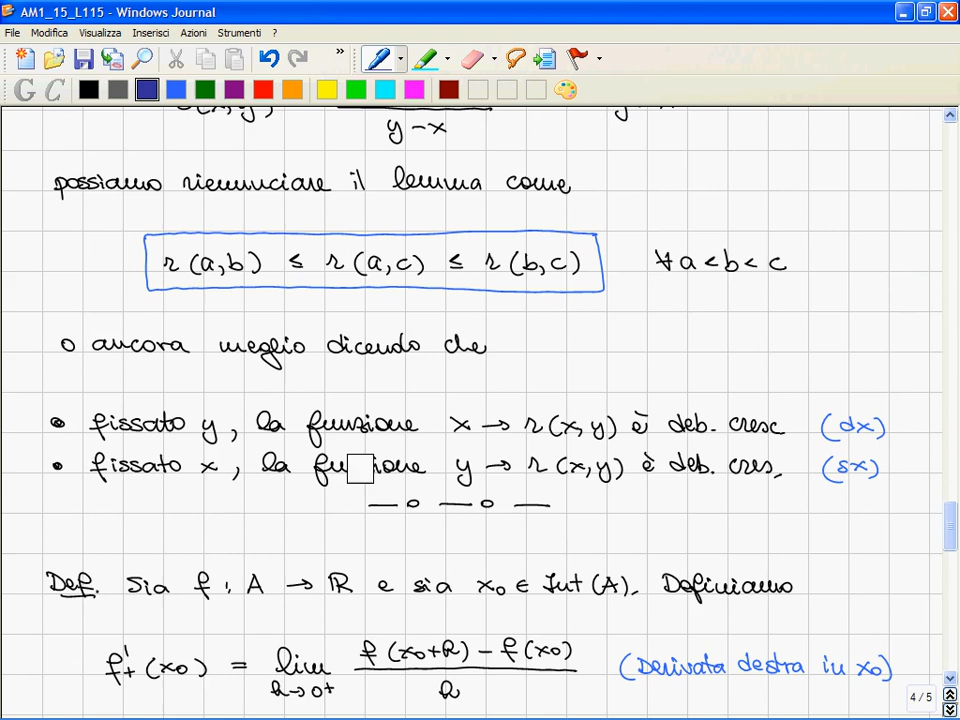 AM1_15_L115 - Windows Journal
File Modifica Visualizza Inserisci Azioni Strumenti ?
y - x
possiamo rienunciare il lemma come
r(a,b) ≤ r(a,c) ≤ r(b,c) ∀ a < b < c
o ancora meglio dicendo che
• fissato y, la funzione x → r(x,y) è deb. cresc (dx)
• fissato x, la funzione y → r(x,y) è deb. cres. (sx)
— o — o —
Def. Sia f : A → ℝ e sia x₀ ∈ Int(A). Definiamo
f'₊(x₀) = lim_{h→0⁺} (f(x₀+h) - f(x₀)) / h (Derivata destra in x₀)
4 / 5